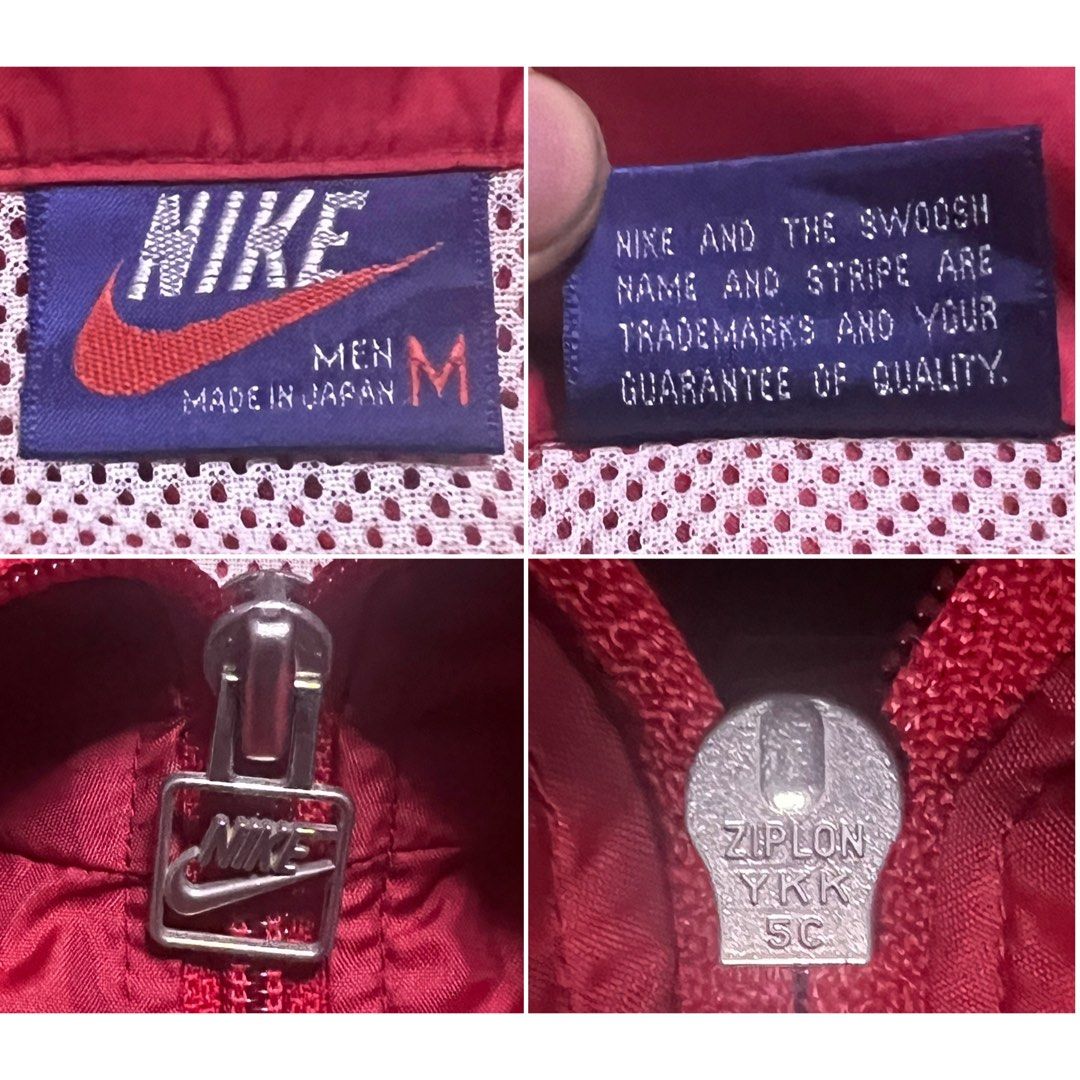 NIKE
MEN M
MADE IN JAPAN
NIKE AND THE SWOOSH
NAME AND STRIPE ARE
TRADEMARKS AND YOUR
GUARANTEE OF QUALITY.
NIKE
ZIPLON
YKK
5C